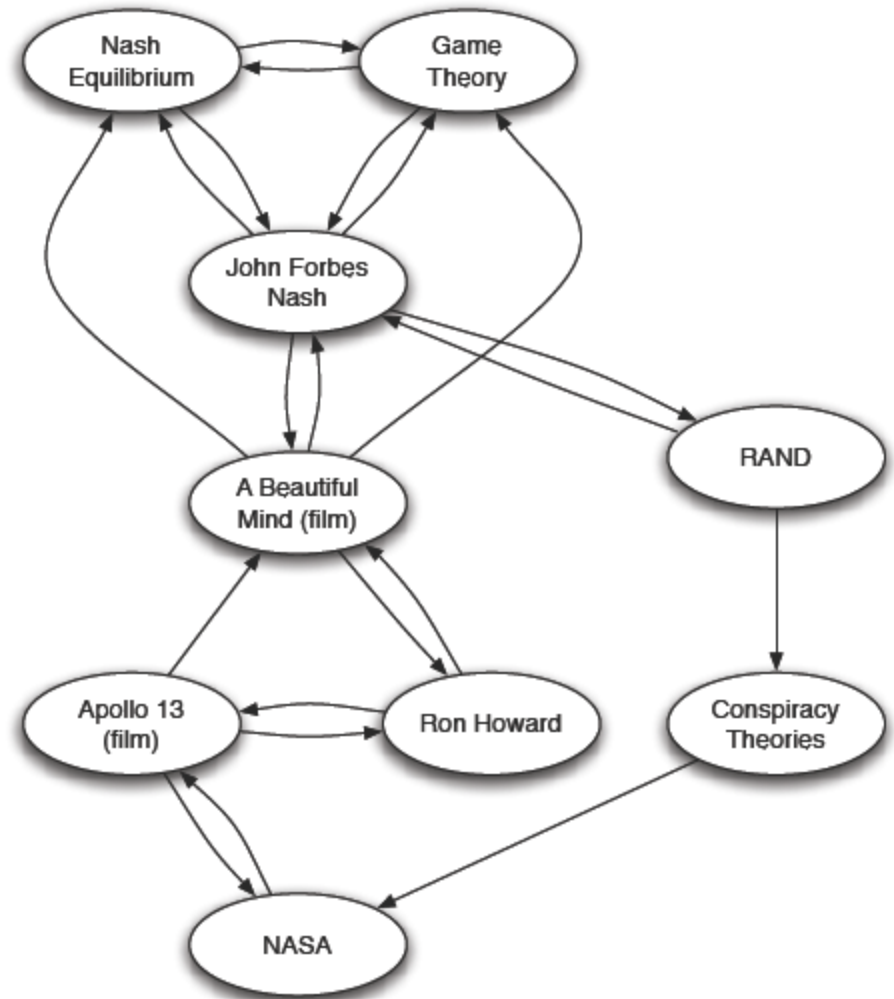 Nash
Equilibrium
Game
Theory
John Forbes
Nash
RAND
A Beautiful
Mind (film)
Apollo 13
(film)
Ron Howard
Conspiracy
Theories
NASA